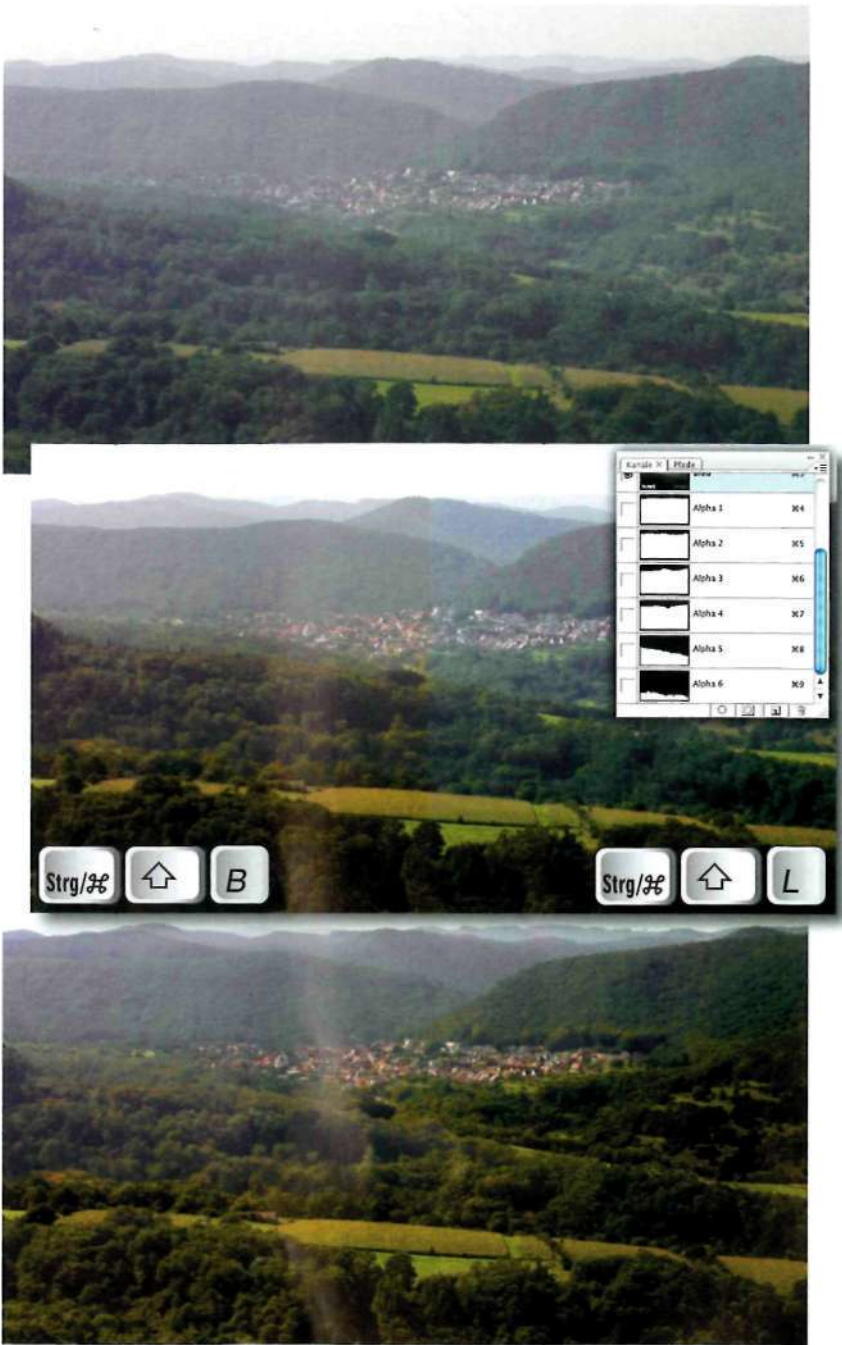 Kanäle × Pfade
⌘3
Alpha 1 ⌘4
Alpha 2 ⌘5
Alpha 3 ⌘6
Alpha 4 ⌘7
Alpha 5 ⌘8
Alpha 6 ⌘9
Strg/⌘ ⇧ B
Strg/⌘ ⇧ L